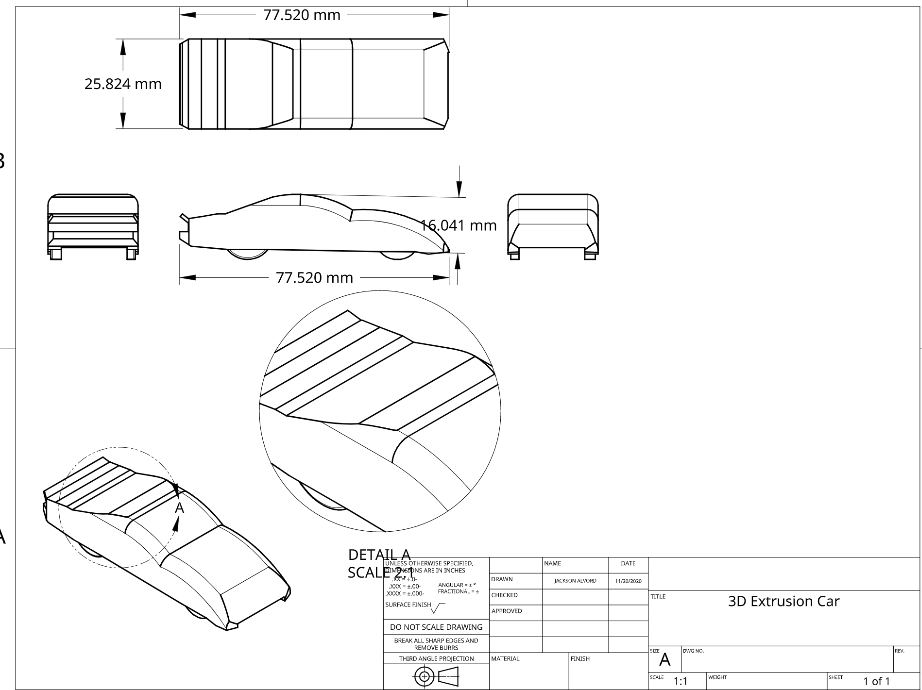 77.520 mm
25.824 mm
B
16.041 mm
77.520 mm
A
A
DETAIL A
SCALE 2:1
UNLESS OTHERWISE SPECIFIED,
DIMENSIONS ARE IN INCHES
.XX = ±.0-
.XXX = ±.00-
.XXXX = ±.000-
ANGULAR = ± °
FRACTIONAL = ±
SURFACE FINISH
DO NOT SCALE DRAWING
BREAK ALL SHARP EDGES AND
REMOVE BURRS
THIRD ANGLE PROJECTION
NAME
DATE
DRAWN
JACKSON ALVORD
11/20/2020
CHECKED
APPROVED
MATERIAL
FINISH
TITLE
3D Extrusion Car
SIZE
A
DWG NO.
REV.
SCALE
1:1
WEIGHT
SHEET
1 of 1